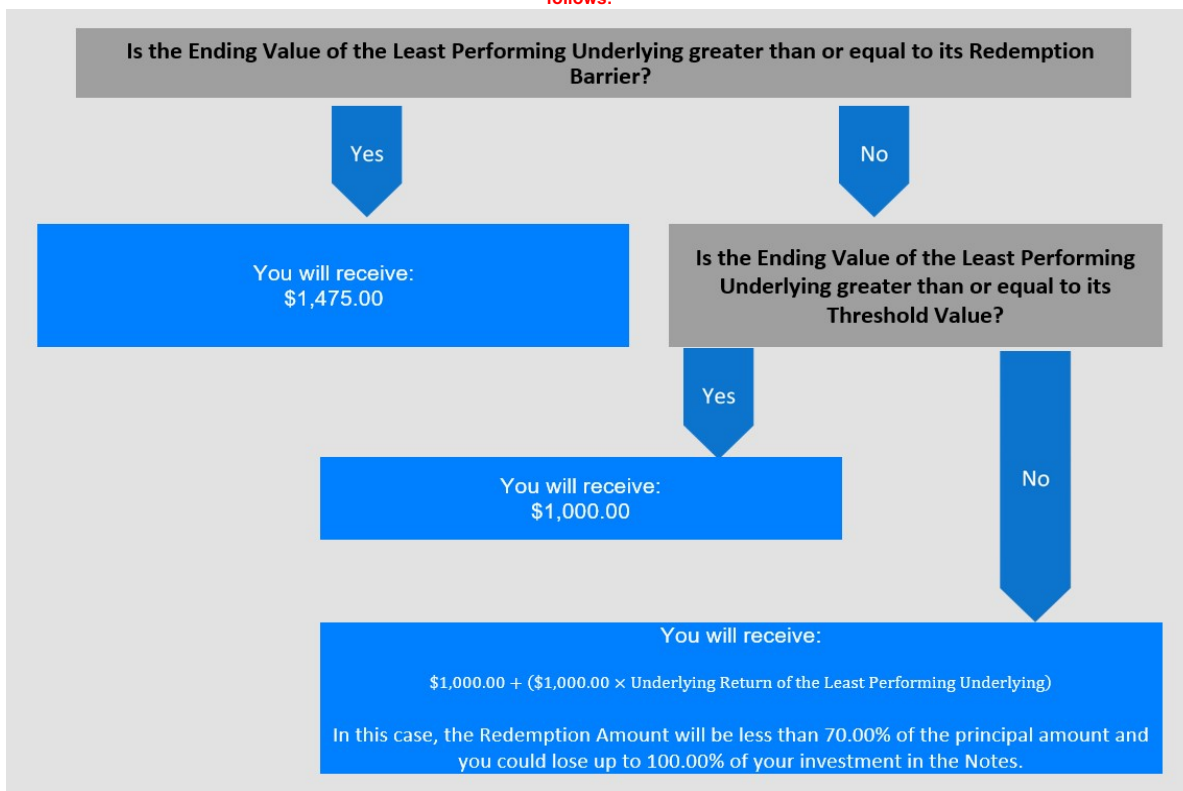 follows:
Is the Ending Value of the Least Performing Underlying greater than or equal to its Redemption
Barrier?
Yes
No
You will receive:
$1,475.00
Is the Ending Value of the Least Performing
Underlying greater than or equal to its
Threshold Value?
Yes
No
You will receive:
$1,000.00
You will receive:
$1,000.00 + ($1,000.00 × Underlying Return of the Least Performing Underlying)
In this case, the Redemption Amount will be less than 70.00% of the principal amount and
you could lose up to 100.00% of your investment in the Notes.